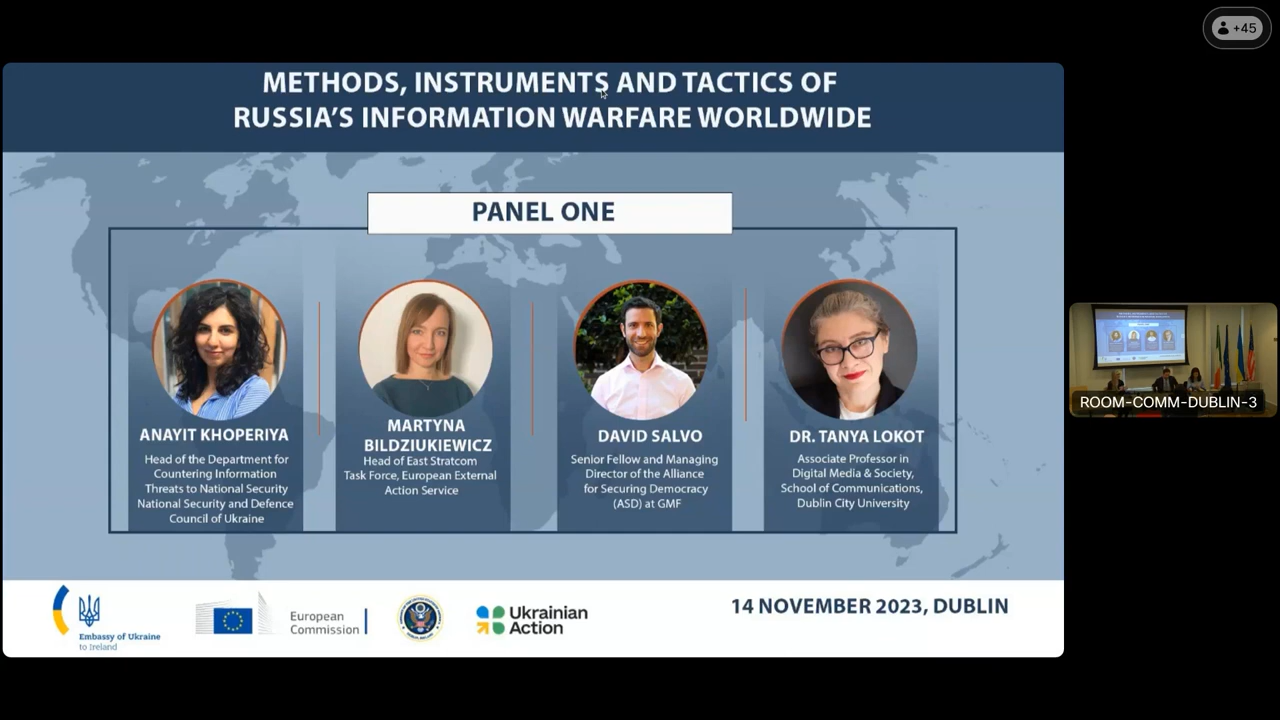 +45
METHODS, INSTRUMENTS AND TACTICS OF
RUSSIA'S INFORMATION WARFARE WORLDWIDE
PANEL ONE
ANAYIT KHOPERIYA
Head of the Department for
Countering Information
Threats to National Security
National Security and Defence
Council of Ukraine
MARTYNA
BILDZIUKIEWICZ
Head of East Stratcom
Task Force, European External
Action Service
DAVID SALVO
Senior Fellow and Managing
Director of the Alliance
for Securing Democracy
(ASD) at GMF
DR. TANYA LOKOT
Associate Professor in
Digital Media & Society,
School of Communications,
Dublin City University
ROOM-COMM-DUBLIN-3
Embassy of Ukraine
to Ireland
European
Commission
Ukrainian
Action
14 NOVEMBER 2023, DUBLIN